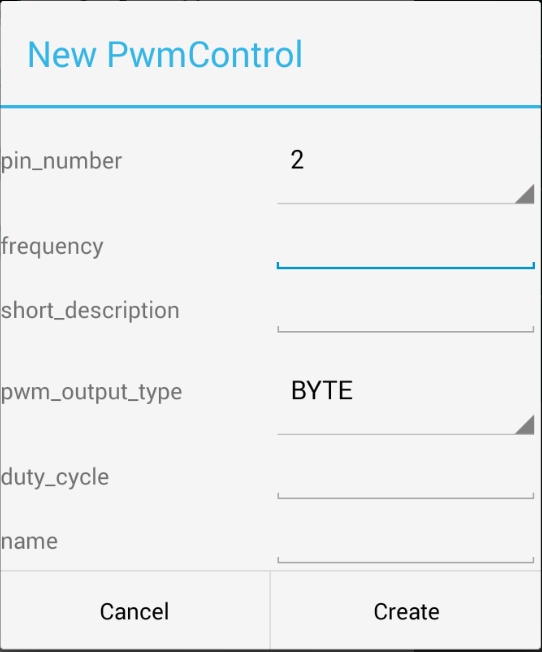 New PwmControl
pin_number 2
frequency
short_description
pwm_output_type BYTE
duty_cycle
name
Cancel Create